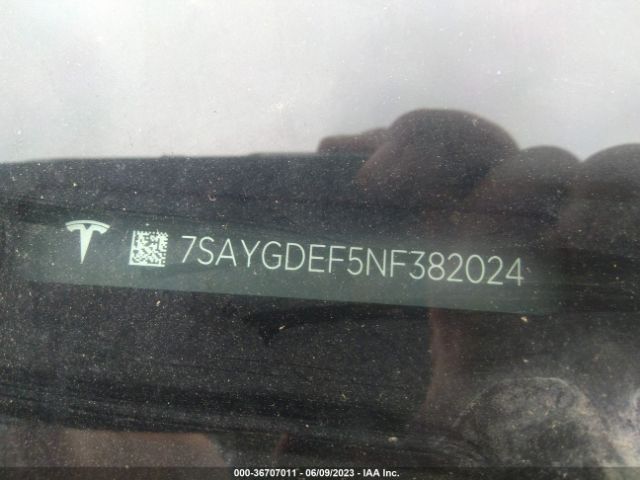 7SAYGDEF5NF382024
000-36707011 - 06/09/2023 - IAA Inc.